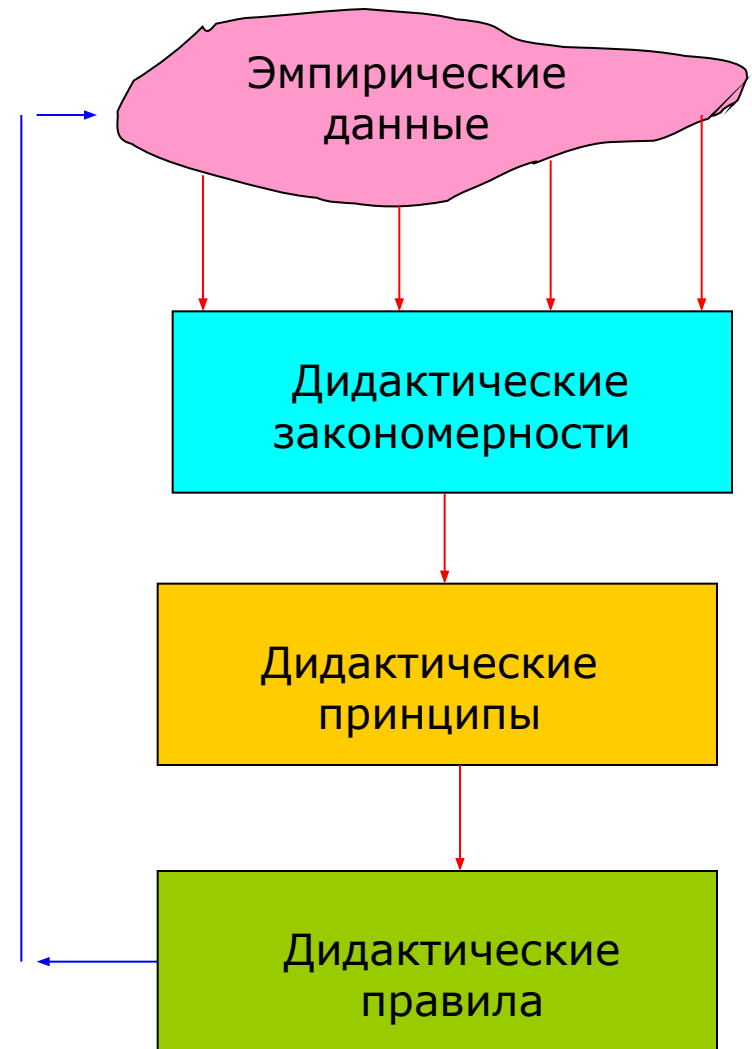 Эмпирические
данные
Дидактические
закономерности
Дидактические
принципы
Дидактические
правила